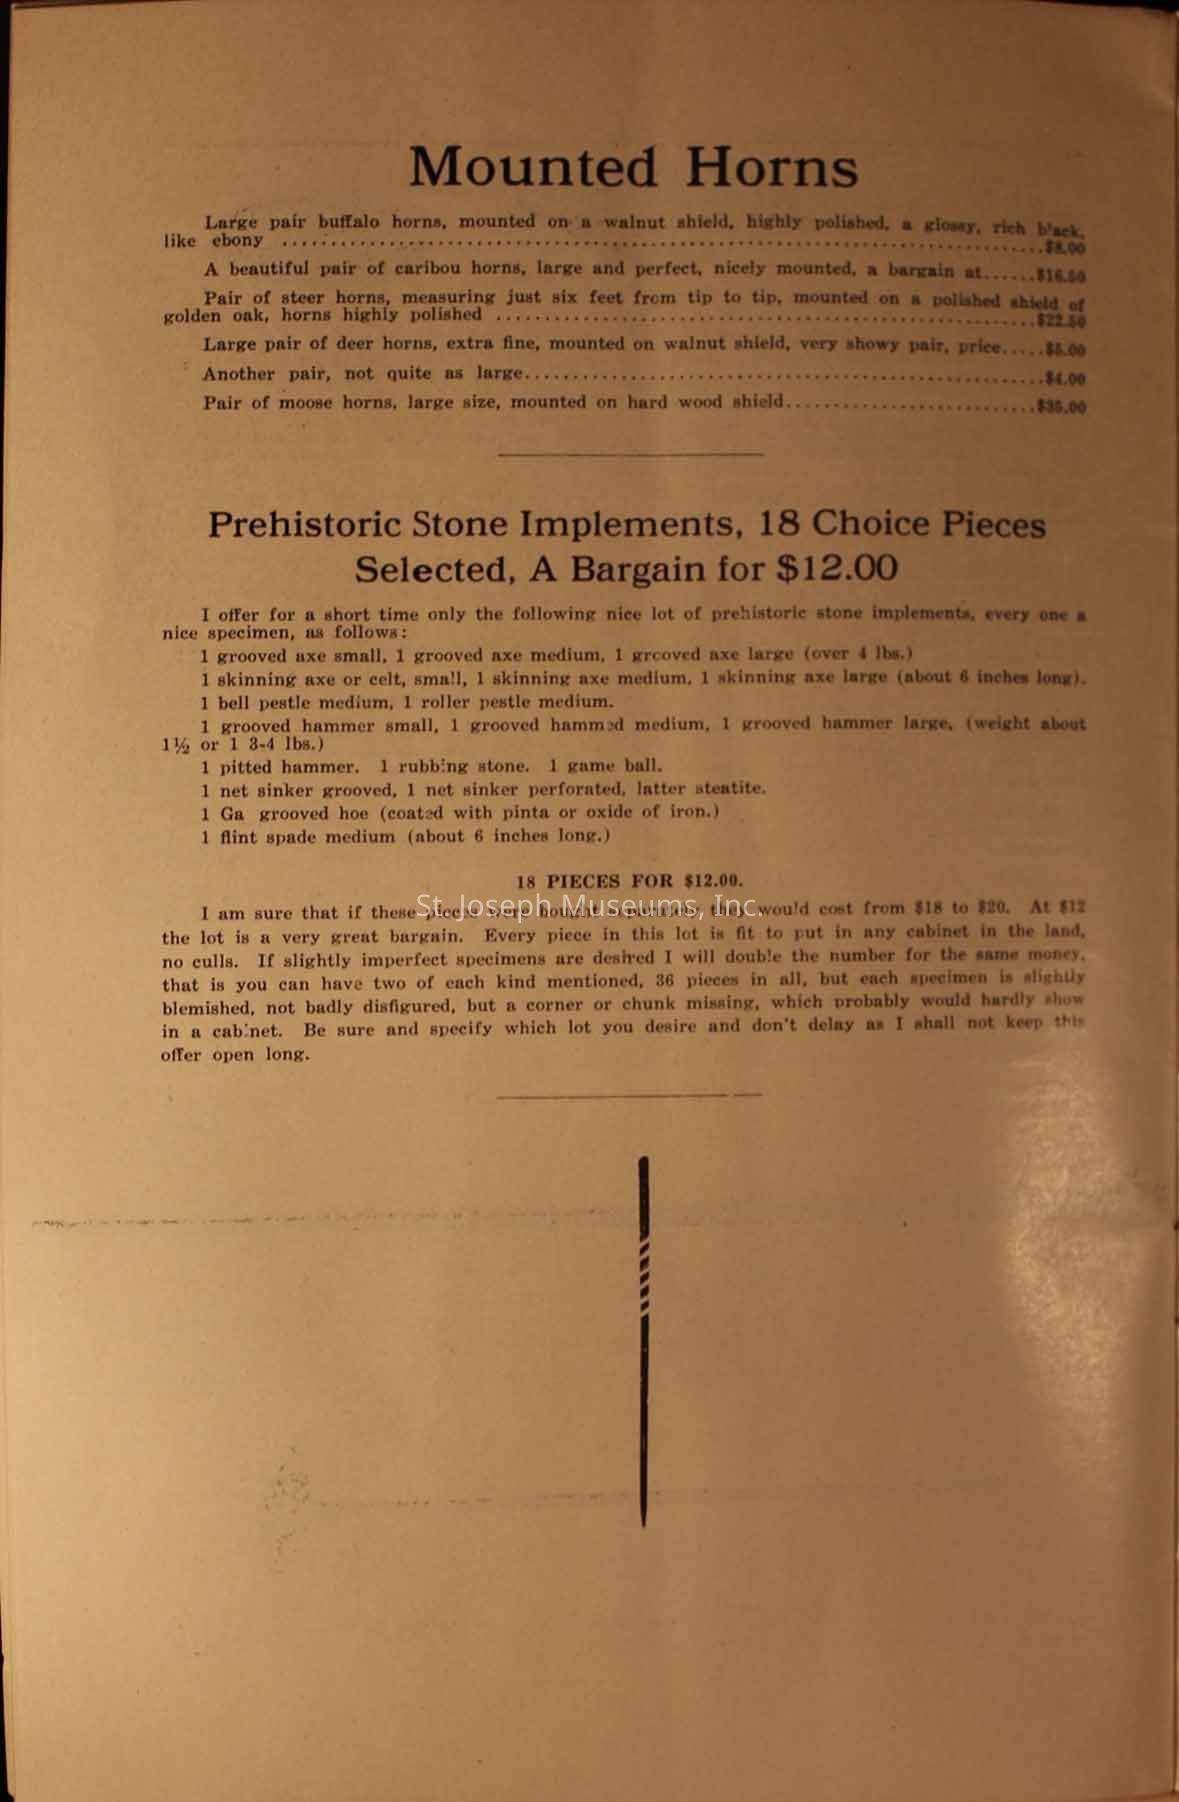 Mounted Horns
Large pair buffalo horns, mounted on a walnut shield, highly polished, a glossy, rich black,
like ebony ..........$8.00
A beautiful pair of caribou horns, large and perfect, nicely mounted, a bargain at......$16.50
Pair of steer horns, measuring just six feet from tip to tip, mounted on a polished shield of
golden oak, horns highly polished ..........$22.50
Large pair of deer horns, extra fine, mounted on walnut shield, very showy pair, price.....$5.00
Another pair, not quite as large..........$4.00
Pair of moose horns, large size, mounted on hard wood shield..........$35.00
Prehistoric Stone Implements, 18 Choice Pieces
Selected, A Bargain for $12.00
I offer for a short time only the following nice lot of prehistoric stone implements, every one a
nice specimen, as follows:
1 grooved axe small, 1 grooved axe medium, 1 grooved axe large (over 4 lbs.)
1 skinning axe or celt, small, 1 skinning axe medium, 1 skinning axe large (about 6 inches long).
1 bell pestle medium, 1 roller pestle medium.
1 grooved hammer small, 1 grooved hammed medium, 1 grooved hammer large, (weight about
1½ or 1 3-4 lbs.)
1 pitted hammer. 1 rubbing stone. 1 game ball.
1 net sinker grooved, 1 net sinker perforated, latter steatite.
1 Ga grooved hoe (coated with pinta or oxide of iron.)
1 flint spade medium (about 6 inches long.)
18 PIECES FOR $12.00.
I am sure that if these pieces were bought separately, they would cost from $18 to $20. At $12
St. Joseph Museums, Inc.
the lot is a very great bargain. Every piece in this lot is fit to put in any cabinet in the land,
no culls. If slightly imperfect specimens are desired I will double the number for the same money,
that is you can have two of each kind mentioned, 36 pieces in all, but each specimen is slightly
blemished, not badly disfigured, but a corner or chunk missing, which probably would hardly show
in a cabinet. Be sure and specify which lot you desire and don't delay as I shall not keep this
offer open long.